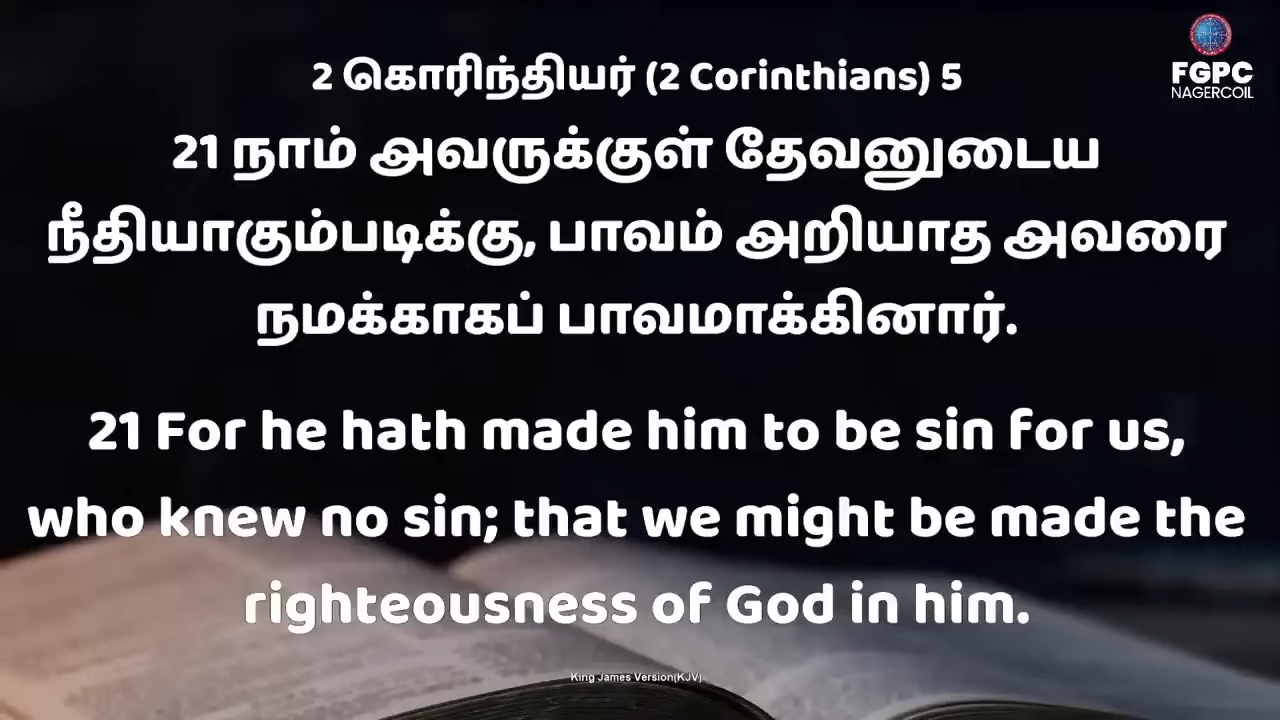 2 கொரிந்தியர் (2 Corinthians) 5
FGPC
NAGERCOIL
21 நாம் அவருக்குள் தேவனுடைய
நீதியாகும்படிக்கு, பாவம் அறியாத அவரை
நமக்காகப் பாவமாக்கினார்.
21 For he hath made him to be sin for us,
who knew no sin; that we might be made the
righteousness of God in him.
King James Version(KJV)